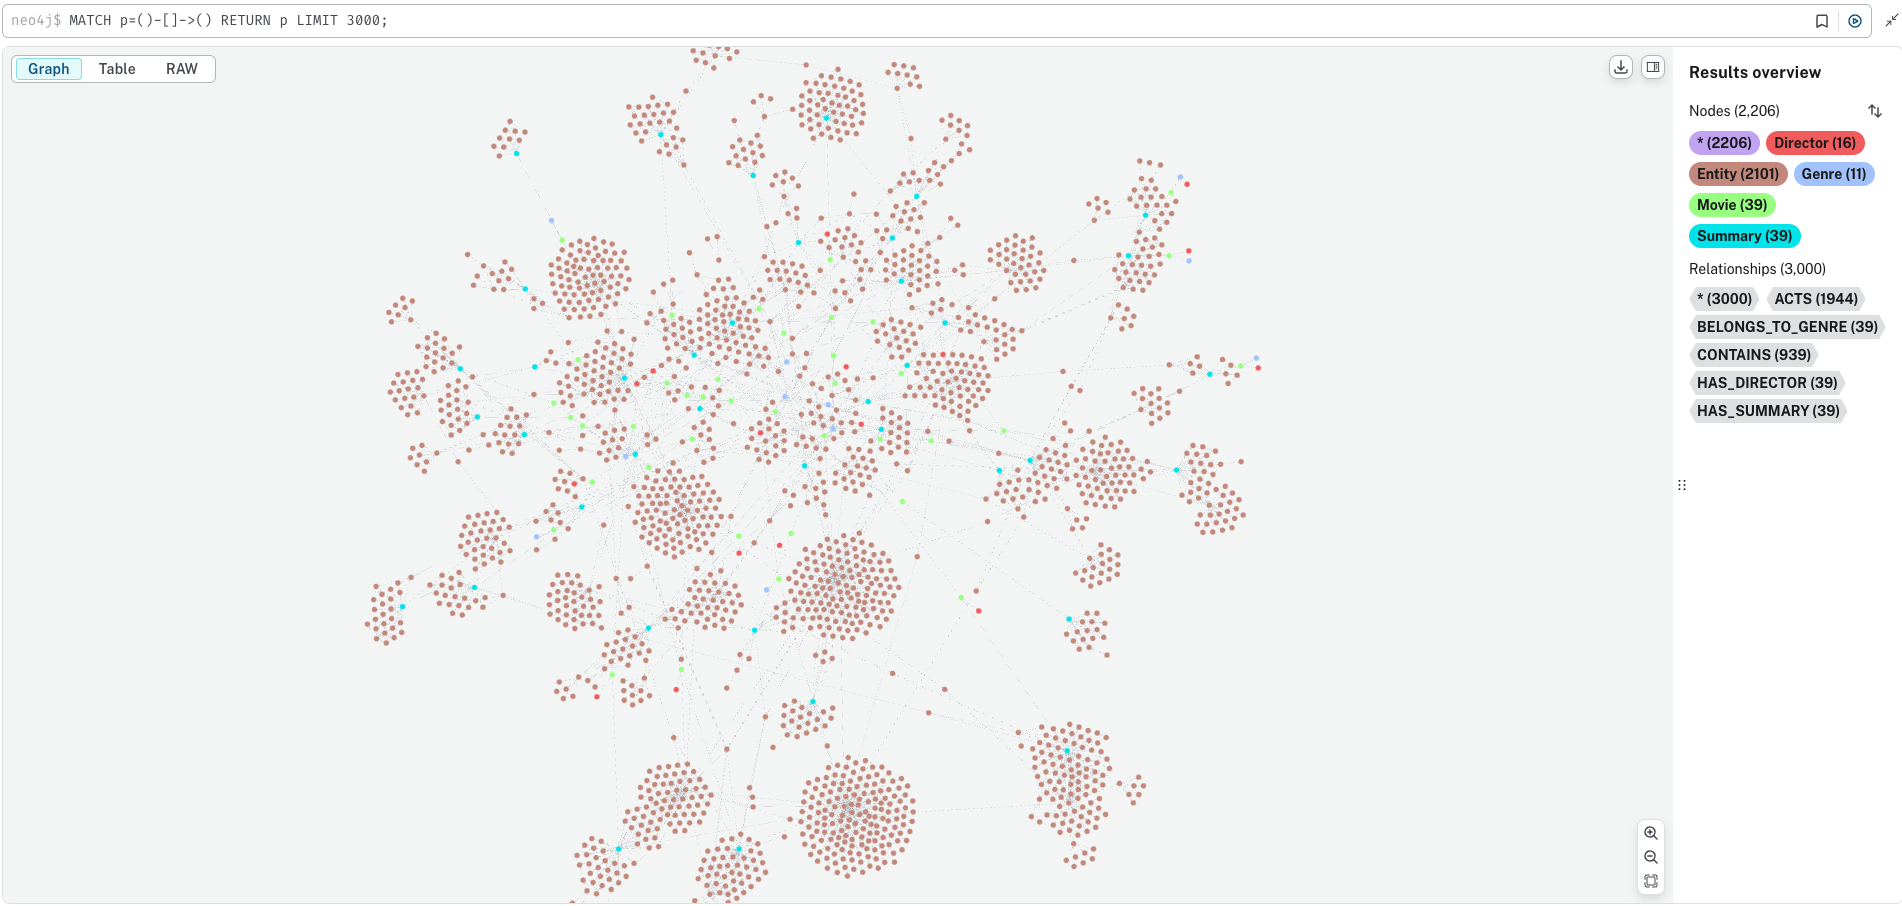 neo4j$ MATCH p=()-[]->() RETURN p LIMIT 3000;
Graph Table RAW
Results overview
Nodes (2,206)
* (2206) Director (16)
Entity (2101) Genre (11)
Movie (39)
Summary (39)
Relationships (3,000)
* (3000) ACTS (1944)
BELONGS_TO_GENRE (39)
CONTAINS (939)
HAS_DIRECTOR (39)
HAS_SUMMARY (39)